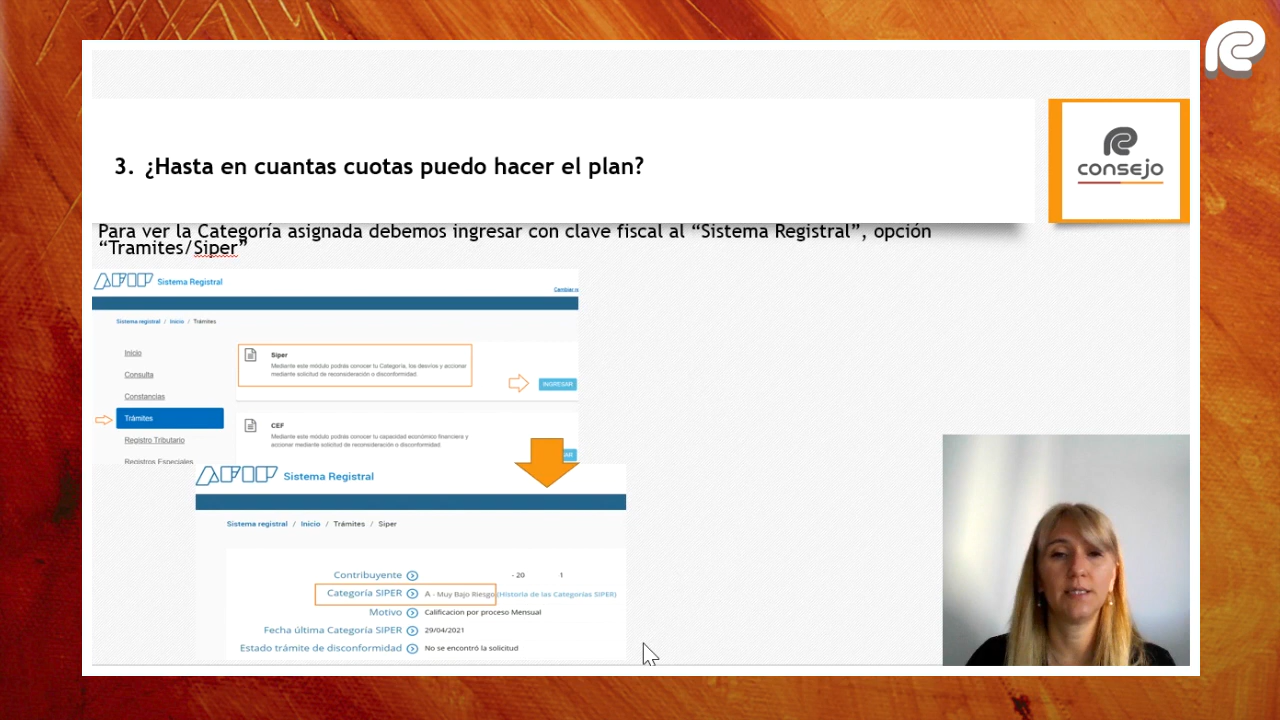 3. ¿Hasta en cuantas cuotas puedo hacer el plan?
consejo
Para ver la Categoría asignada debemos ingresar con clave fiscal al “Sistema Registral”, opción
“Tramites/Siper”
AFIP Sistema Registral
Sistema registral / Inicio / Trámites
Inicio
Consulta
Constancias
Trámites
Registro Tributario
Registros Especiales
Siper
Mediante este módulo podrás conocer tu Categoría, los desvíos y accionar
mediante solicitud de reconsideración o disconformidad.
INGRESAR
CEF
Mediante este módulo podrás conocer tu capacidad económico financiera y
accionar mediante solicitud de reconsideración o disconformidad.
AFIP Sistema Registral
Sistema registral / Inicio / Trámites / Siper
Contribuyente - 20 1
Categoría SIPER A - Muy Bajo Riesgo (Historia de las Categorías SIPER)
Motivo Calificacion por proceso Mensual
Fecha última Categoría SIPER 29/04/2021
Estado trámite de disconformidad No se encontró la solicitud